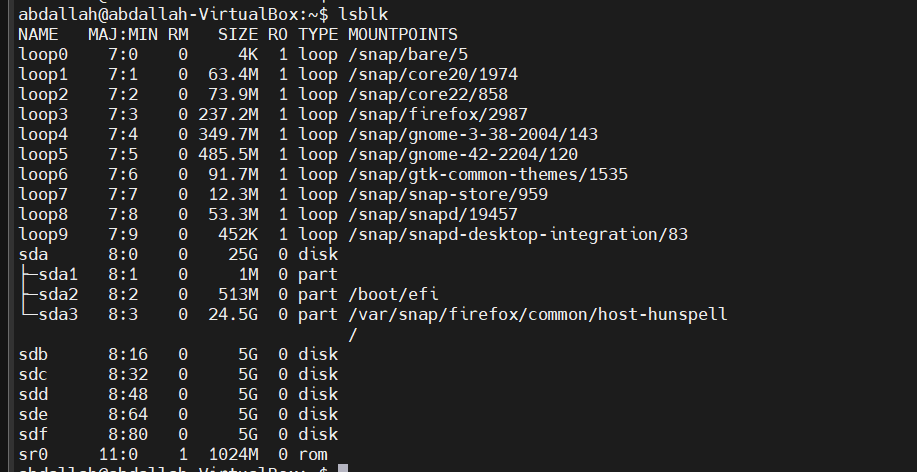 abdallah@abdallah-VirtualBox:~$ lsblk
NAME   MAJ:MIN RM   SIZE RO TYPE MOUNTPOINTS
loop0    7:0    0     4K  1 loop /snap/bare/5
loop1    7:1    0  63.4M  1 loop /snap/core20/1974
loop2    7:2    0  73.9M  1 loop /snap/core22/858
loop3    7:3    0 237.2M  1 loop /snap/firefox/2987
loop4    7:4    0 349.7M  1 loop /snap/gnome-3-38-2004/143
loop5    7:5    0 485.5M  1 loop /snap/gnome-42-2204/120
loop6    7:6    0  91.7M  1 loop /snap/gtk-common-themes/1535
loop7    7:7    0  12.3M  1 loop /snap/snap-store/959
loop8    7:8    0  53.3M  1 loop /snap/snapd/19457
loop9    7:9    0   452K  1 loop /snap/snapd-desktop-integration/83
sda      8:0    0    25G  0 disk
├─sda1   8:1    0     1M  0 part
├─sda2   8:2    0   513M  0 part /boot/efi
└─sda3   8:3    0  24.5G  0 part /var/snap/firefox/common/host-hunspell
                                 /
sdb      8:16   0     5G  0 disk
sdc      8:32   0     5G  0 disk
sdd      8:48   0     5G  0 disk
sde      8:64   0     5G  0 disk
sdf      8:80   0     5G  0 disk
sr0     11:0    1  1024M  0 rom
abdallah@abdallah-VirtualBox:~$